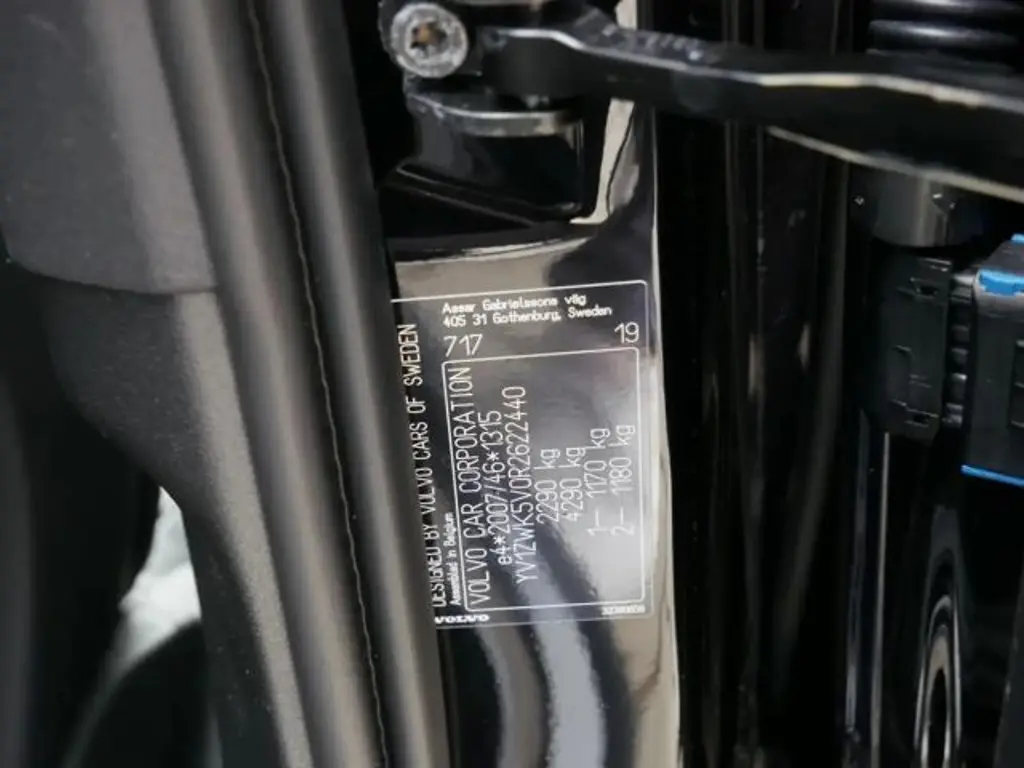 Assar Gabrielssons väg
405 31 Gothenburg, Sweden
717 19
DESIGNED BY VOLVO CARS OF SWEDEN
Assembled in Belgium
VOLVO CAR CORPORATION
e4*2007/46*1315
YV1ZWK5V0R2622440
2290 kg
4290 kg
1– 1170 kg
2– 1180 kg
VOLVO